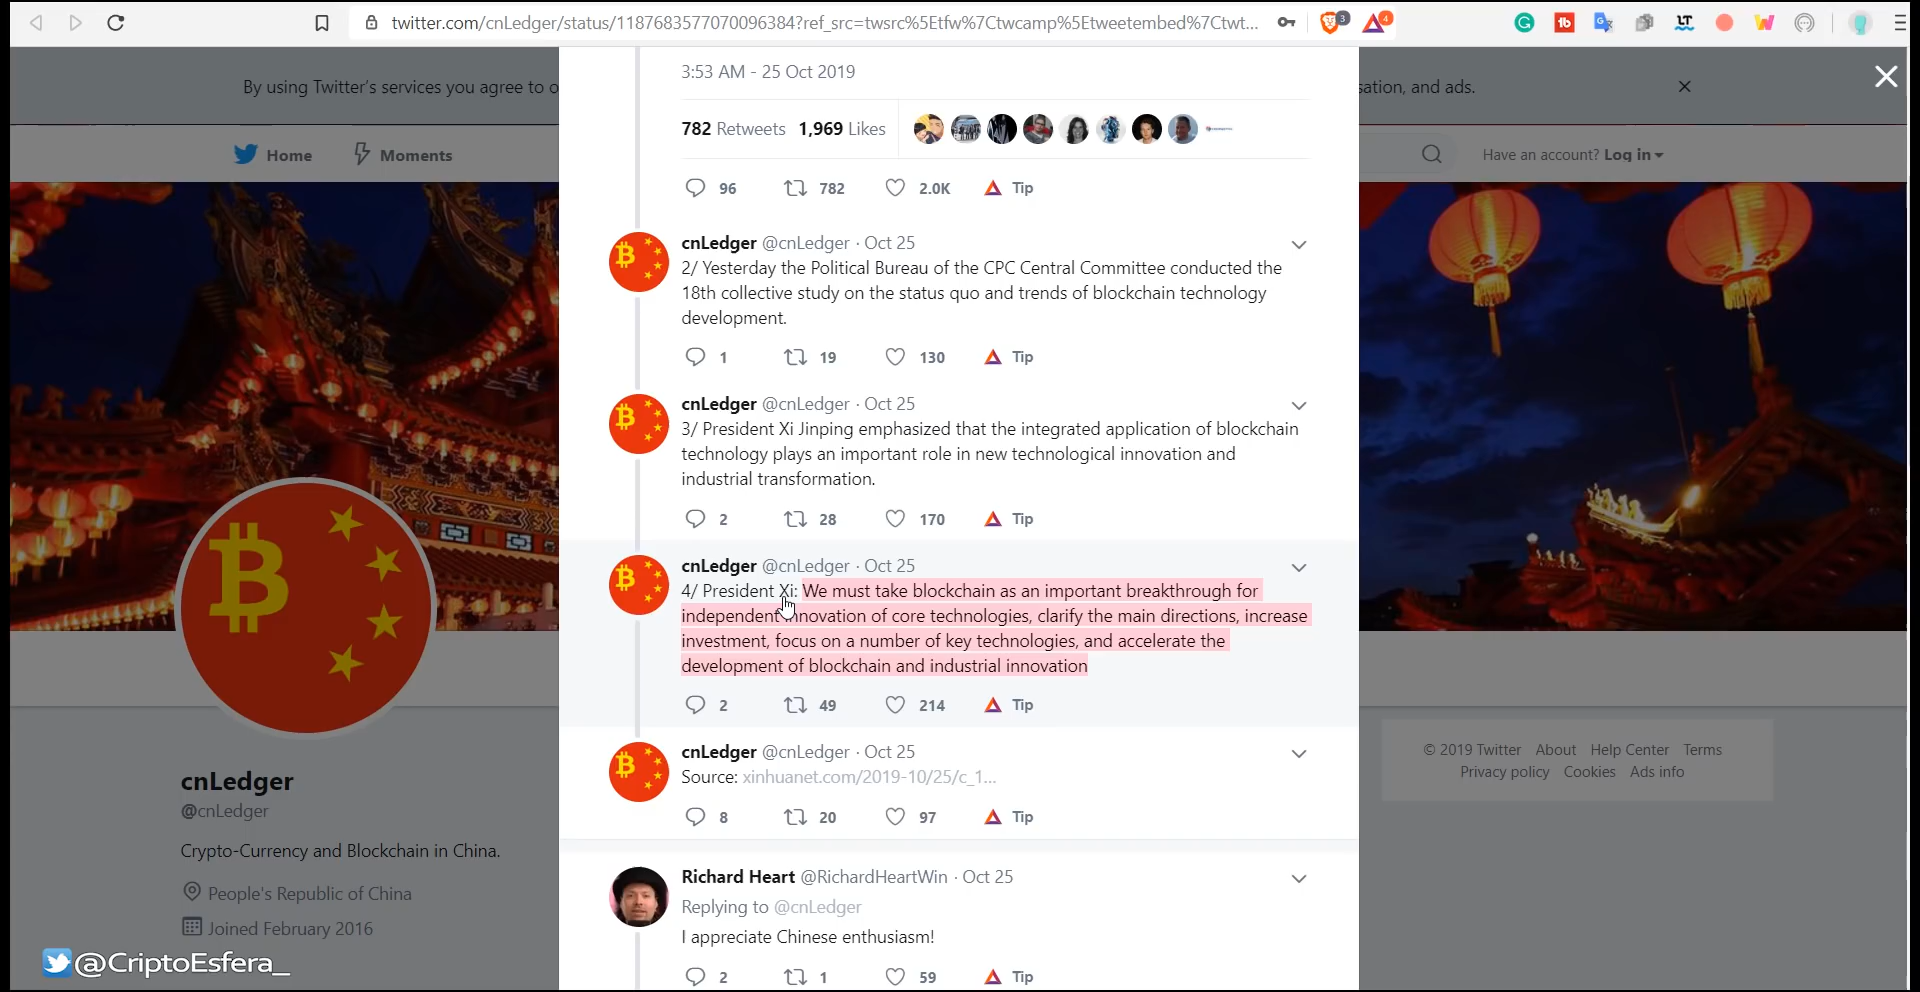 twitter.com/cnLedger/status/1187683577070096384?ref_src=twsrc%5Etfw%7Ctwcamp%5Etweetembed%7Ctwt...
3
4
By using Twitter's services you agree to o
sation, and ads.
Home
Moments
Have an account? Log in
3:53 AM - 25 Oct 2019
782 Retweets 1,969 Likes
96 782 2.0K Tip
cnLedger @cnLedger · Oct 25
2/ Yesterday the Political Bureau of the CPC Central Committee conducted the
18th collective study on the status quo and trends of blockchain technology
development.
1 19 130 Tip
cnLedger @cnLedger · Oct 25
3/ President Xi Jinping emphasized that the integrated application of blockchain
technology plays an important role in new technological innovation and
industrial transformation.
2 28 170 Tip
cnLedger @cnLedger · Oct 25
4/ President Xi: We must take blockchain as an important breakthrough for
independent innovation of core technologies, clarify the main directions, increase
investment, focus on a number of key technologies, and accelerate the
development of blockchain and industrial innovation
2 49 214 Tip
cnLedger @cnLedger · Oct 25
Source: xinhuanet.com/2019-10/25/c_1...
8 20 97 Tip
Richard Heart @RichardHeartWin · Oct 25
Replying to @cnLedger
I appreciate Chinese enthusiasm!
2 1 59 Tip
cnLedger
@cnLedger
Crypto-Currency and Blockchain in China.
People's Republic of China
Joined February 2016
@CriptoEsfera_
© 2019 Twitter About Help Center Terms
Privacy policy Cookies Ads info